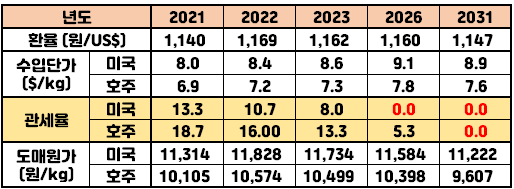 년도 2021 2022 2023 2026 2031
환율 (원/US$) 1,140 1,169 1,162 1,160 1,147
수입단가 ($/kg) 미국 8.0 8.4 8.6 9.1 8.9
호주 6.9 7.2 7.3 7.8 7.6
관세율 미국 13.3 10.7 8.0 0.0 0.0
호주 18.7 16.00 13.3 5.3 0.0
도매원가 (원/kg) 미국 11,314 11,828 11,734 11,584 11,222
호주 10,105 10,574 10,499 10,398 9,607